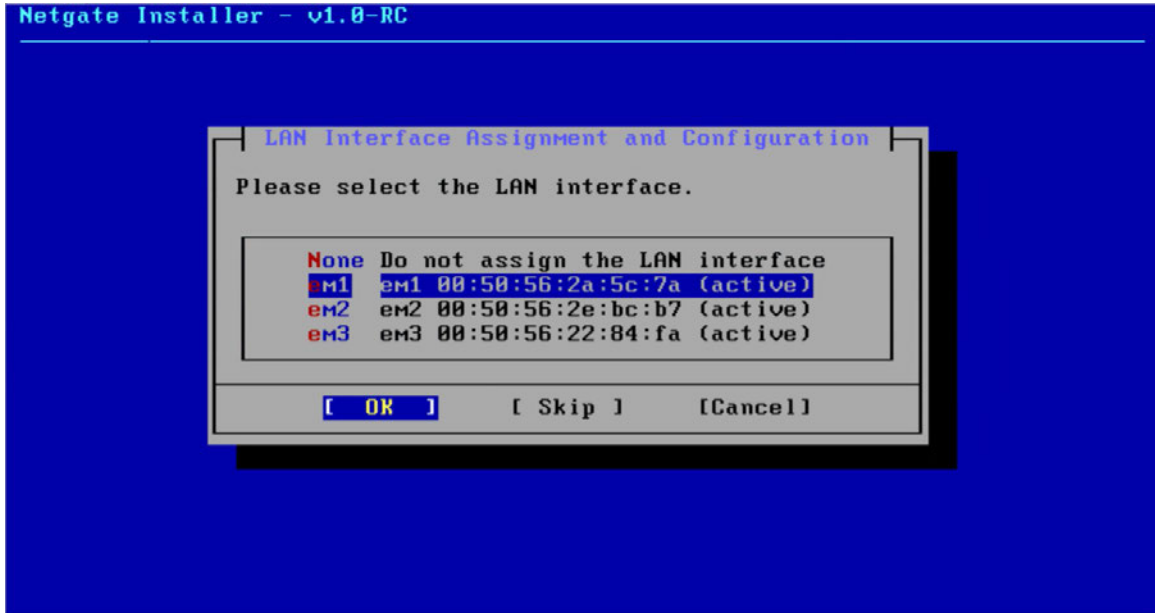 Netgate Installer - v1.0-RC
LAN Interface Assignment and Configuration
Please select the LAN interface.
None Do not assign the LAN interface
em1 em1 00:50:56:2a:5c:7a (active)
em2 em2 00:50:56:2e:bc:b7 (active)
em3 em3 00:50:56:22:84:fa (active)
[ OK ] [ Skip ] [Cancel]